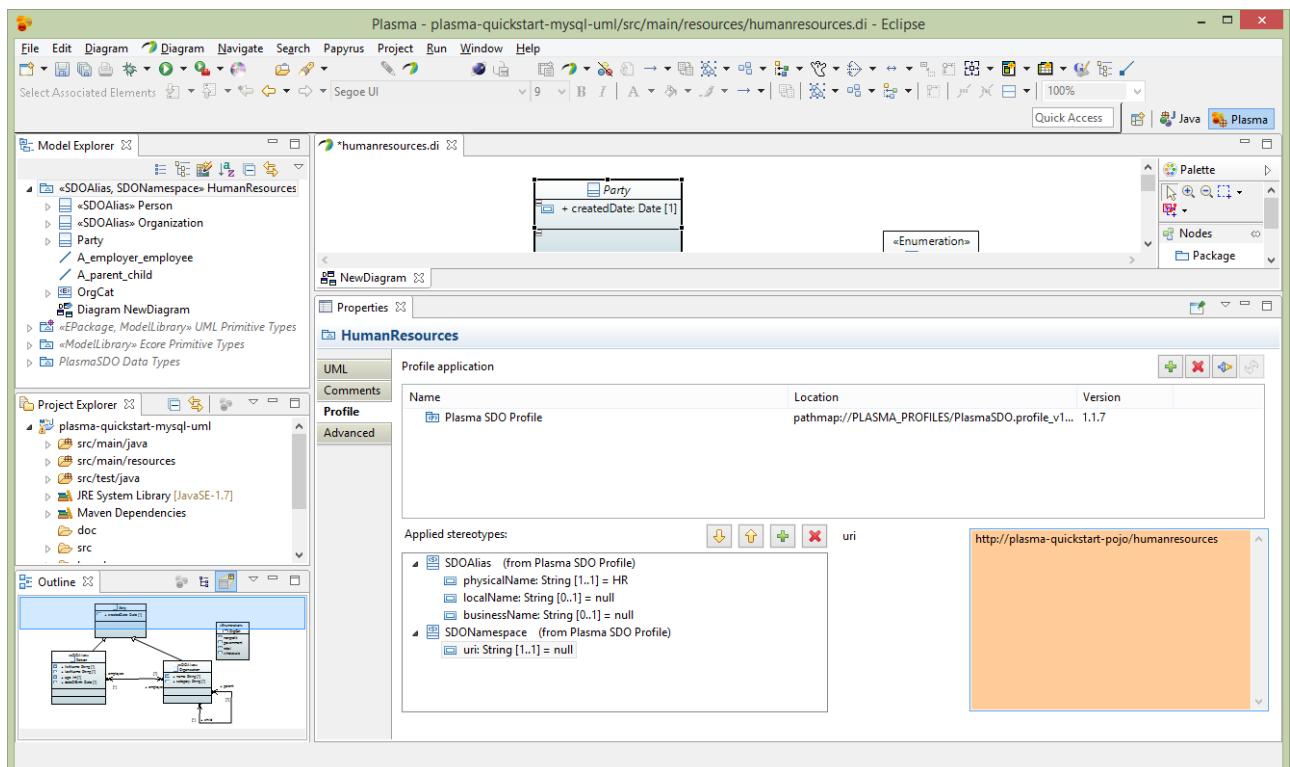 Plasma - plasma-quickstart-mysql-uml/src/main/resources/humanresources.di - Eclipse
File Edit Diagram Diagram Navigate Search Papyrus Project Run Window Help
Select Associated Elements Segoe UI 9 B I A 100%
Quick Access Java Plasma
Model Explorer
«SDOAlias, SDONamespace» HumanResources
«SDOAlias» Person
«SDOAlias» Organization
Party
A_employer_employee
A_parent_child
OrgCat
Diagram NewDiagram
«EPackage, ModelLibrary» UML Primitive Types
«ModelLibrary» Ecore Primitive Types
PlasmaSDO Data Types
*humanresources.di
Party
+ createdDate: Date [1]
«Enumeration»
Palette
Nodes
Package
NewDiagram
Project Explorer
plasma-quickstart-mysql-uml
src/main/java
src/main/resources
src/test/java
JRE System Library [JavaSE-1.7]
Maven Dependencies
doc
src
Outline
Properties
HumanResources
UML
Comments
Profile
Advanced
Profile application
Name Location Version
Plasma SDO Profile pathmap://PLASMA_PROFILES/PlasmaSDO.profile_v1... 1.1.7
Applied stereotypes:
SDOAlias (from Plasma SDO Profile)
physicalName: String [1..1] = HR
localName: String [0..1] = null
businessName: String [0..1] = null
SDONamespace (from Plasma SDO Profile)
uri: String [1..1] = null
uri
http://plasma-quickstart-pojo/humanresources